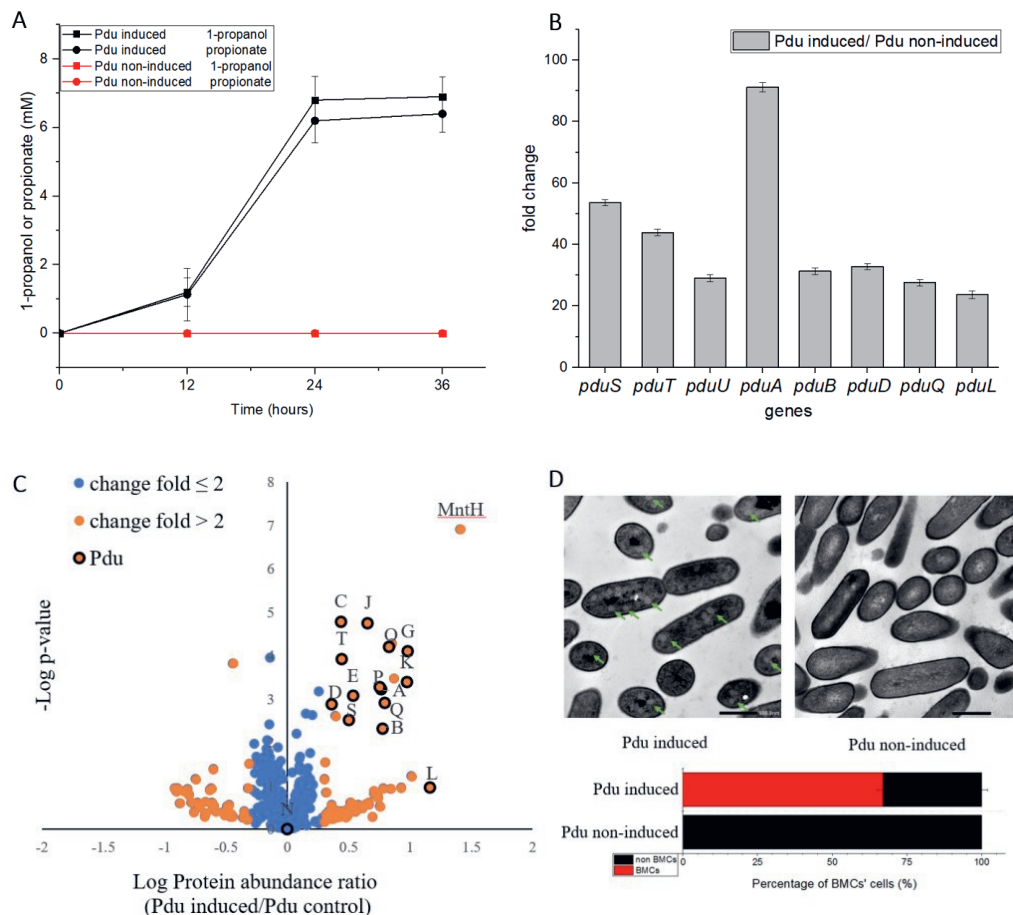 A
Pdu induced 1-propanol
Pdu induced propionate
Pdu non-induced 1-propanol
Pdu non-induced propionate
1-propanol or propionate (mM)
8
6
4
2
0
0 12 24 36
Time (hours)
B
Pdu induced/ Pdu non-induced
fold change
100
80
60
40
20
0
pduS pduT pduU pduA pduB pduD pduQ pduL
genes
C
change fold ≤ 2
change fold > 2
Pdu
-Log p-value
8
7
6
5
4
3
2
MntH
C J
T O G
K
E P A
D Q
S B
L
N
-2 -1.5 -1 -0.5 0 0.5 1 1.5 2
Log Protein abundance ratio
(Pdu induced/Pdu control)
D
Pdu induced Pdu non-induced
Pdu induced
Pdu non-induced
non BMCs
BMCs
0 25 50 75 100
Percentage of BMCs' cells (%)